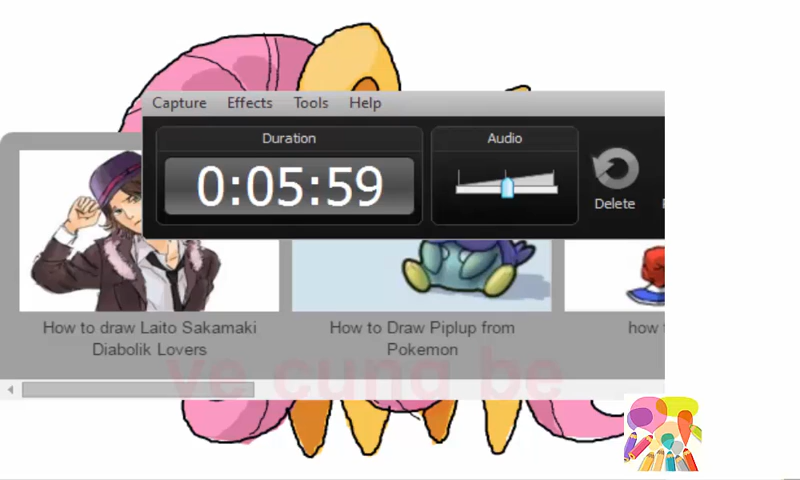 Capture Effects Tools Help
Duration
Audio
0:05:59
Delete
How to draw Laito Sakamaki
Diabolik Lovers
How to Draw Piplup from
Pokemon
how
ve cung be